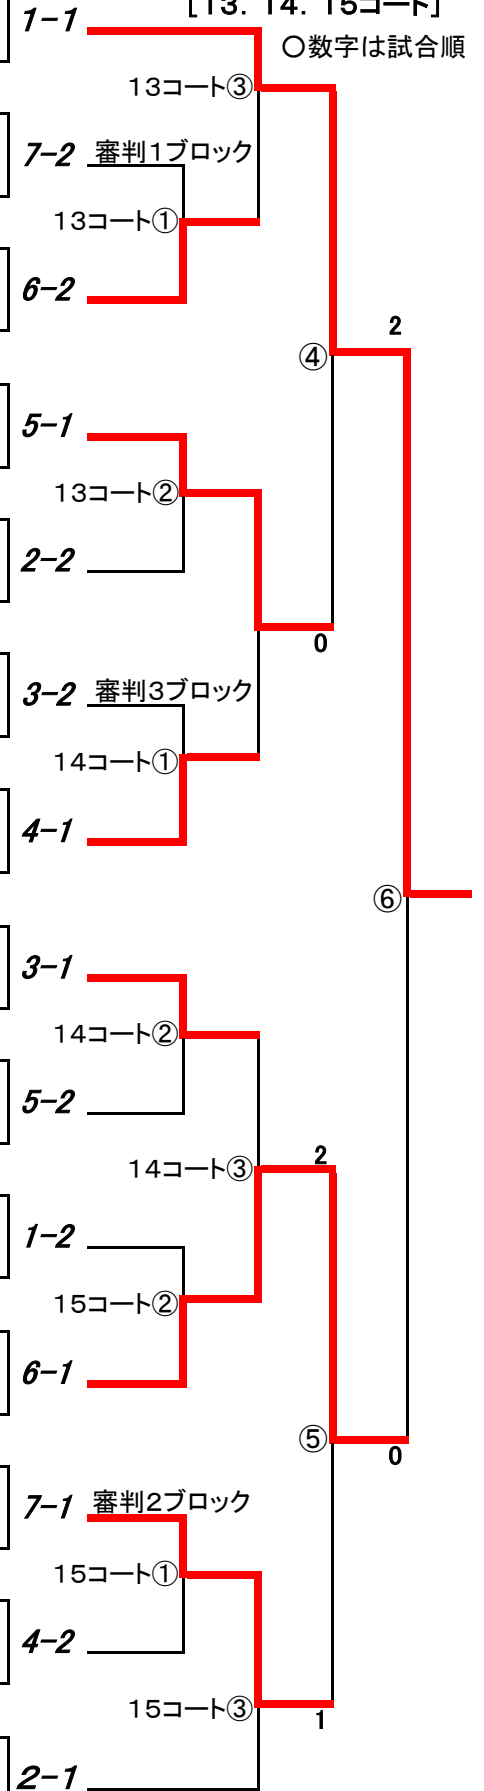 [13. 14. 15コート]
1-1
〇数字は試合順
13コート③
7-2 審判1ブロック
13コート①
6-2
2
④
5-1
13コート②
2-2
0
3-2 審判3ブロック
14コート①
4-1
⑥
3-1
14コート②
5-2
2
14コート③
1-2
15コート②
6-1
⑤
0
7-1 審判2ブロック
15コート①
4-2
15コート③
1
2-1